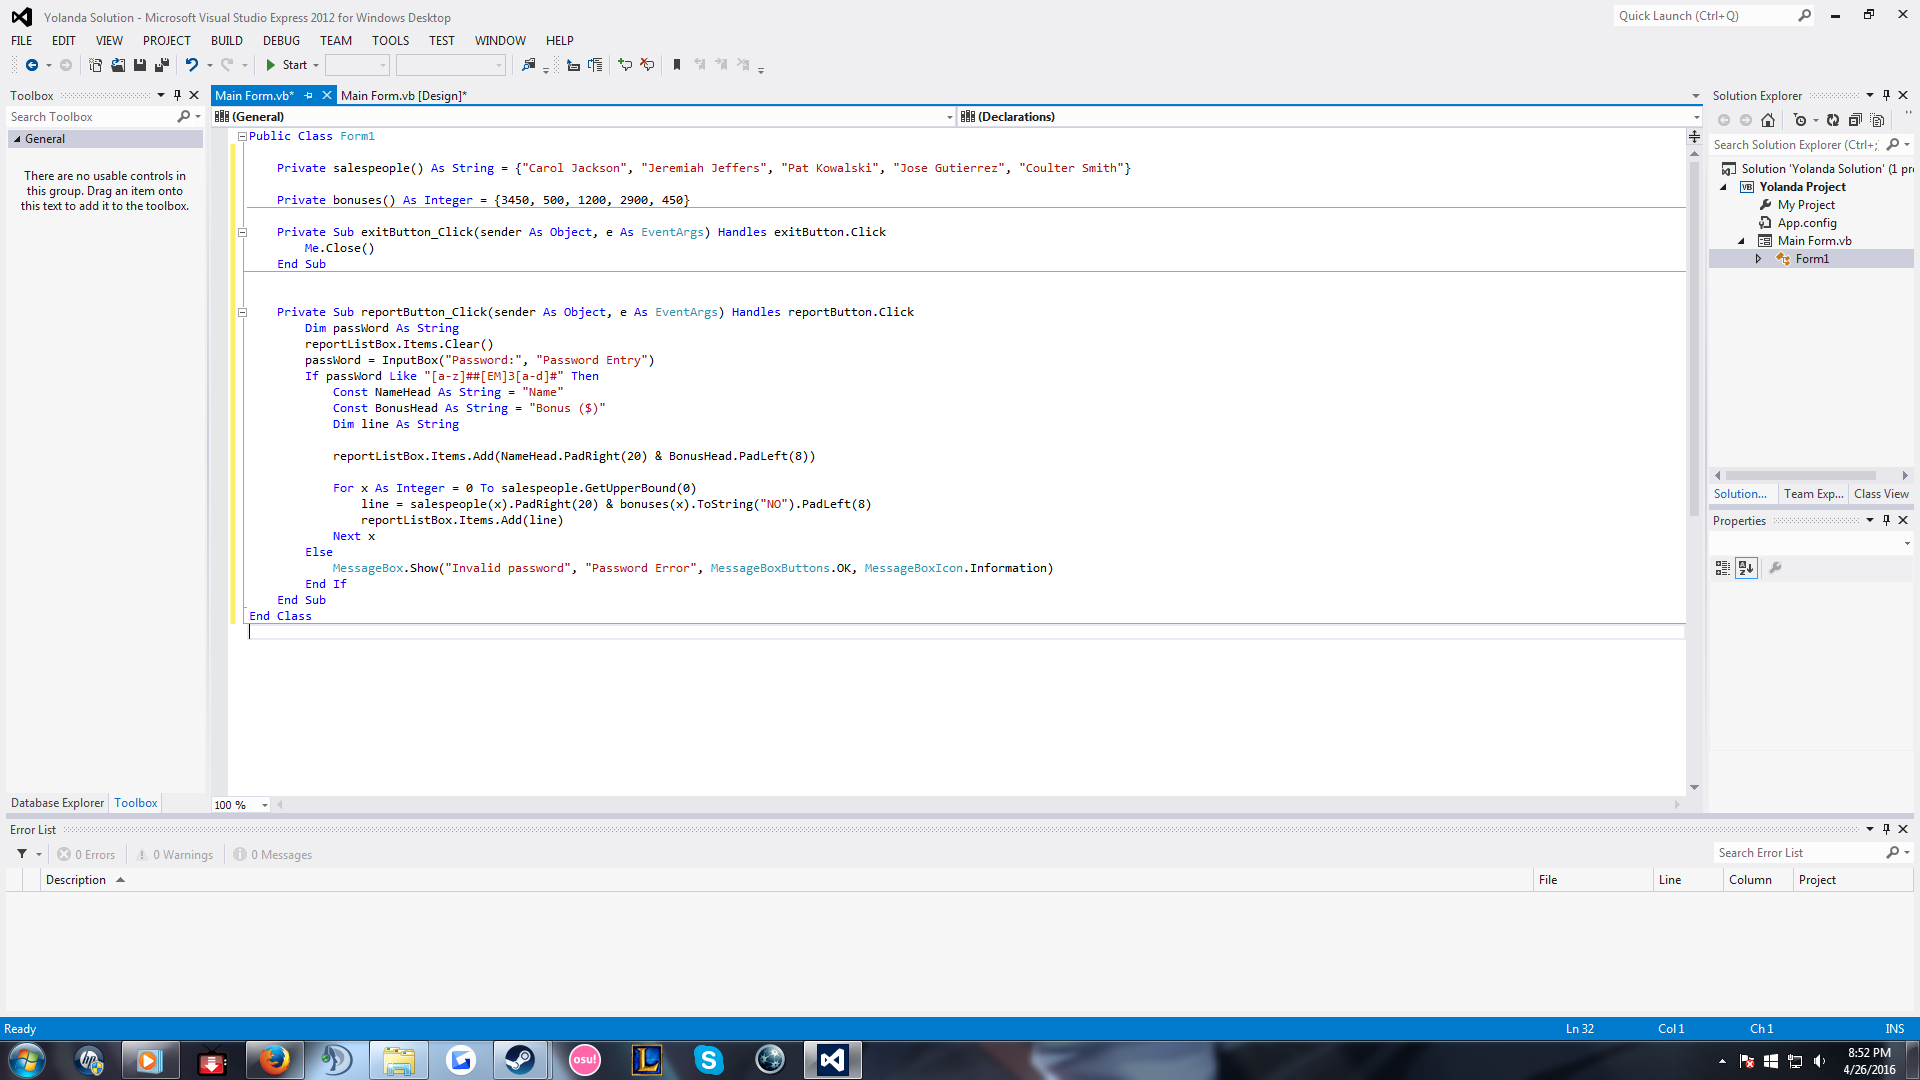 Yolanda Solution - Microsoft Visual Studio Express 2012 for Windows Desktop
Quick Launch (Ctrl+Q)
FILE EDIT VIEW PROJECT BUILD DEBUG TEAM TOOLS TEST WINDOW HELP
Start
Toolbox
Search Toolbox
General
There are no usable controls in
this group. Drag an item onto
this text to add it to the toolbox.
Database Explorer Toolbox
Main Form.vb* Main Form.vb [Design]*
(General) (Declarations)
Public Class Form1
Private salespeople() As String = {"Carol Jackson", "Jeremiah Jeffers", "Pat Kowalski", "Jose Gutierrez", "Coulter Smith"}
Private bonuses() As Integer = {3450, 500, 1200, 2900, 450}
Private Sub exitButton_Click(sender As Object, e As EventArgs) Handles exitButton.Click
Me.Close()
End Sub
Private Sub reportButton_Click(sender As Object, e As EventArgs) Handles reportButton.Click
Dim passWord As String
reportListBox.Items.Clear()
passWord = InputBox("Password:", "Password Entry")
If passWord Like "[a-z]##[EM]3[a-d]#" Then
Const NameHead As String = "Name"
Const BonusHead As String = "Bonus ($)"
Dim line As String
reportListBox.Items.Add(NameHead.PadRight(20) & BonusHead.PadLeft(8))
For x As Integer = 0 To salespeople.GetUpperBound(0)
line = salespeople(x).PadRight(20) & bonuses(x).ToString("NO").PadLeft(8)
reportListBox.Items.Add(line)
Next x
Else
MessageBox.Show("Invalid password", "Password Error", MessageBoxButtons.OK, MessageBoxIcon.Information)
End If
End Sub
End Class
100 %
Solution Explorer
Search Solution Explorer (Ctrl+;
Solution 'Yolanda Solution' (1 pr
VB Yolanda Project
My Project
App.config
Main Form.vb
Form1
Solution... Team Exp... Class View
Properties
Error List
0 Errors 0 Warnings 0 Messages
Search Error List
Description File Line Column Project
Ready Ln 32 Col 1 Ch 1 INS
hp
osu!
L
S
8:52 PM
4/26/2016